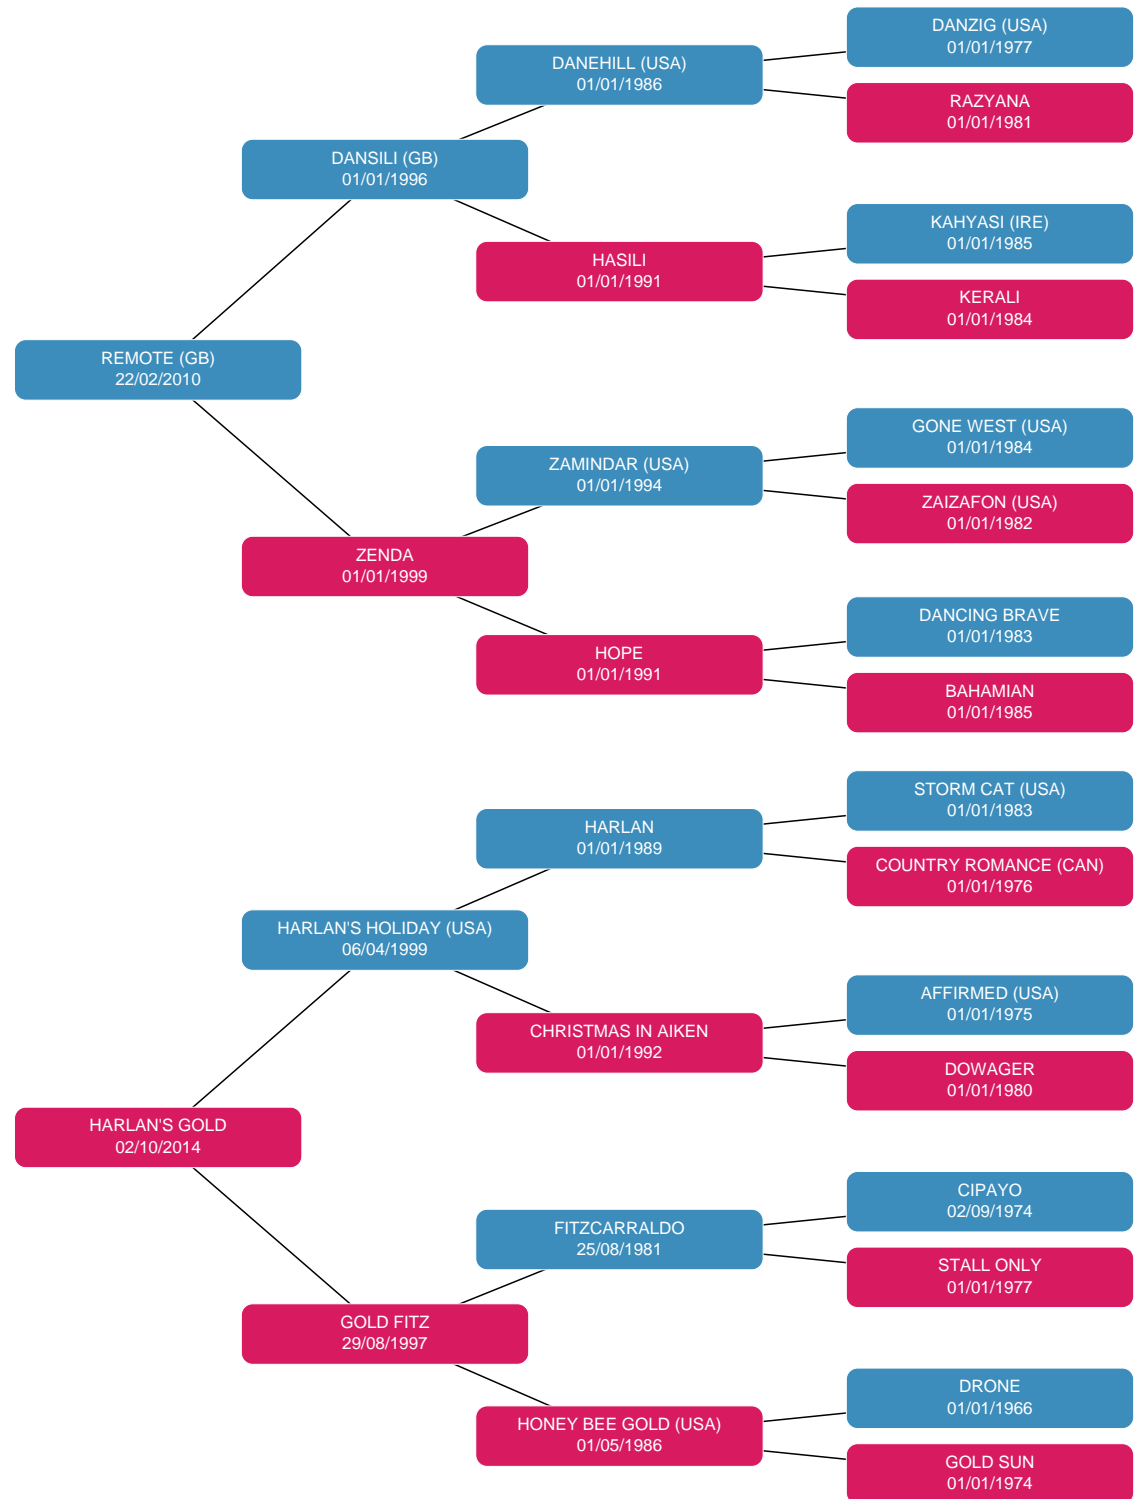 DANZIG (USA)
01/01/1977
DANEHILL (USA)
01/01/1986
RAZYANA
01/01/1981
DANSILI (GB)
01/01/1996
KAHYASI (IRE)
01/01/1985
HASILI
01/01/1991
KERALI
01/01/1984
REMOTE (GB)
22/02/2010
GONE WEST (USA)
01/01/1984
ZAMINDAR (USA)
01/01/1994
ZAIZAFON (USA)
01/01/1982
ZENDA
01/01/1999
DANCING BRAVE
01/01/1983
HOPE
01/01/1991
BAHAMIAN
01/01/1985
STORM CAT (USA)
01/01/1983
HARLAN
01/01/1989
COUNTRY ROMANCE (CAN)
01/01/1976
HARLAN'S HOLIDAY (USA)
06/04/1999
AFFIRMED (USA)
01/01/1975
CHRISTMAS IN AIKEN
01/01/1992
DOWAGER
01/01/1980
HARLAN'S GOLD
02/10/2014
CIPAYO
02/09/1974
FITZCARRALDO
25/08/1981
STALL ONLY
01/01/1977
GOLD FITZ
29/08/1997
DRONE
01/01/1966
HONEY BEE GOLD (USA)
01/05/1986
GOLD SUN
01/01/1974